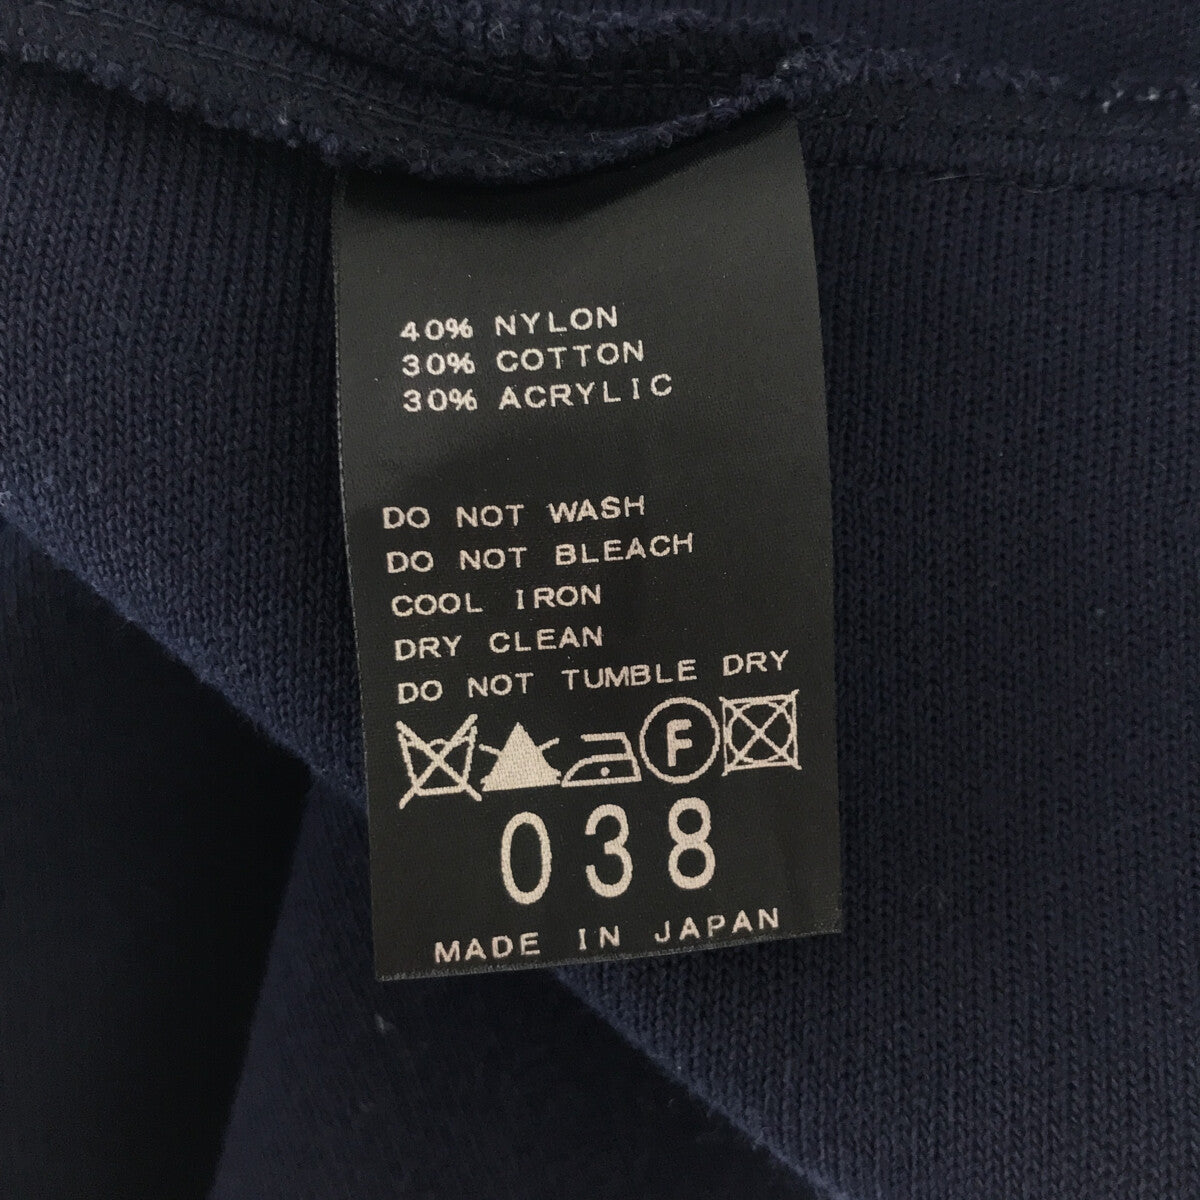 40% NYLON
30% COTTON
30% ACRYLIC
DO NOT WASH
DO NOT BLEACH
COOL IRON
DRY CLEAN
DO NOT TUMBLE DRY
F
038
MADE IN JAPAN